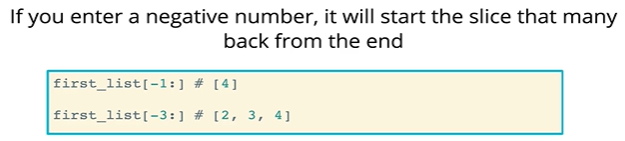 If you enter a negative number, it will start the slice that many
back from the end
first_list[-1:] # [4]
first_list[-3:] # [2, 3, 4]